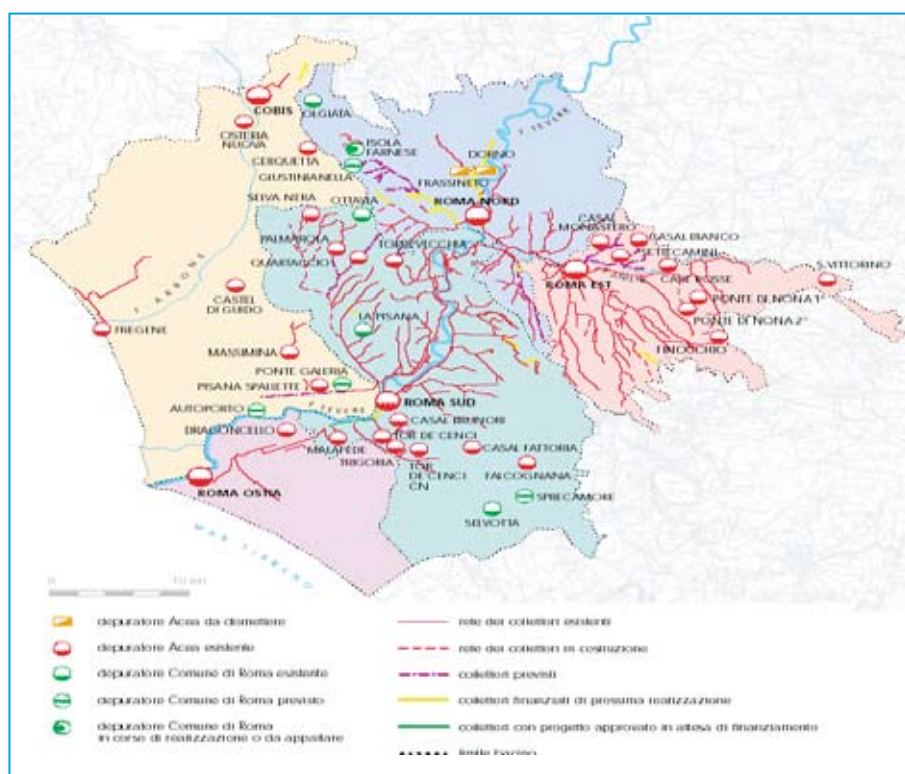 COBIS
OLGIATA
OSTERIA
NUOVA
ISOLA
FARNESE
CERQUETTA
GIUSTINIANELLA
F. TEVERE
DORNO
FRASSINETO
SELVA NERA
OTTAVIA
ROMA NORD
CASAL
MONASTERO
CASAL BIANCO
PALMAROLA
TORREVECCHIA
SETTECAMINI
QUARTACCIO
CASE ROSSE
S. VITTORINO
ROMA EST
F. ARRONE
CASTEL
DI GUIDO
PONTE DI NONA 1°
LA PISANA
PONTE DI NONA 2°
FREGENE
FINOCCHIO
MASSIMINA
PONTE GALERIA
PISANA SPALLETTE
ROMA SUD
AUTOPORTO
F. TEVERE
CASAL BRUNORI
DRAGONCELLO
TOR DE CENCI
MALAFEDE
CASAL FATTORIA
TRIGORIA
TOR
DE CENCI
CN
FALCOGNANA
ROMA OSTIA
SPRECAMORE
SELVOTTA
MAR TIRRENO
0 10 km
depuratore Acea da dismettere
depuratore Acea esistente
depuratore Comune di Roma esistente
depuratore Comune di Roma previsto
depuratore Comune di Roma
in corso di realizzazione o da appaltare
rete dei collettori esistenti
rete dei collettori in costruzione
collettori previsti
collettori finanziati di prossima realizzazione
collettori con progetto approvato in attesa di finanziamento
limite bacino